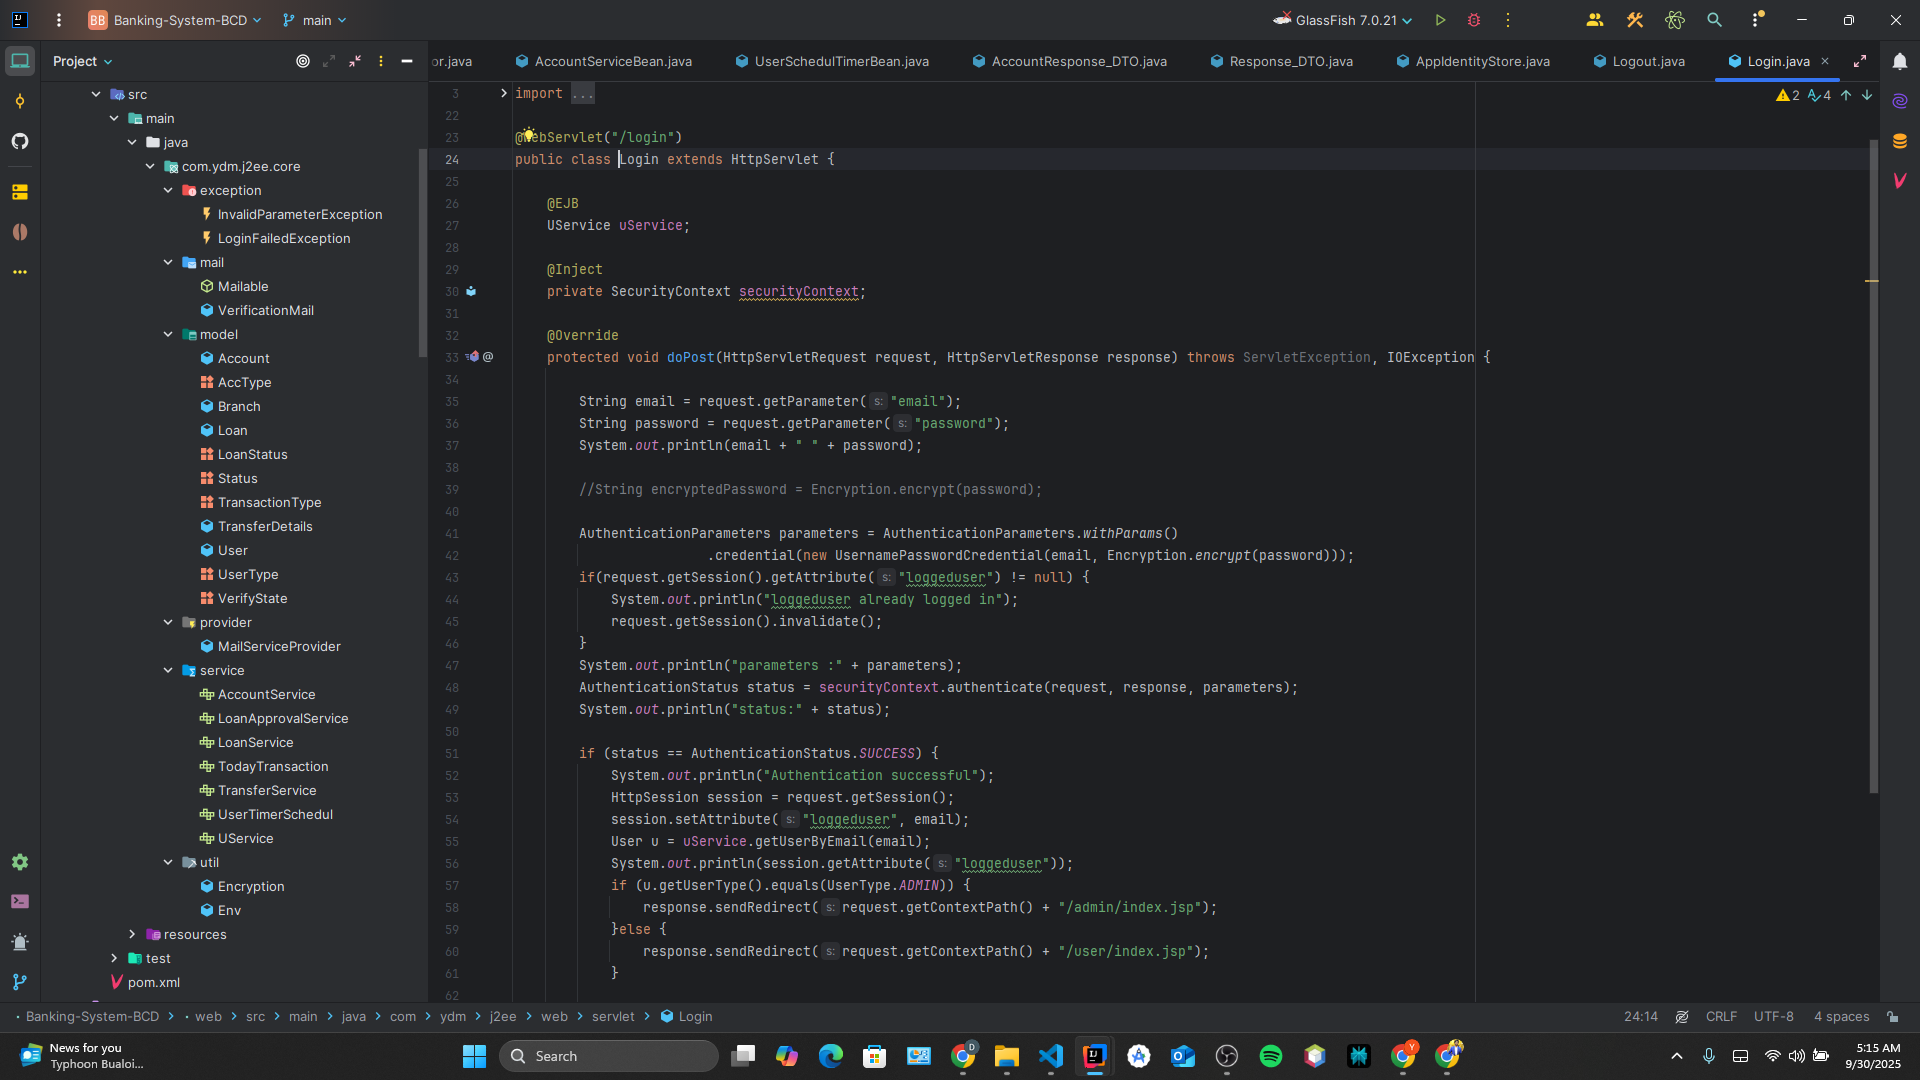 BB Banking-System-BCD main GlassFish 7.0.21
Project
or.java AccountServiceBean.java UserSchedulTimerBean.java AccountResponse_DTO.java Response_DTO.java AppIdentityStore.java Logout.java Login.java
src
main
java
com.ydm.j2ee.core
exception
InvalidParameterException
LoginFailedException
mail
Mailable
VerificationMail
model
Account
AccType
Branch
Loan
LoanStatus
Status
TransactionType
TransferDetails
User
UserType
VerifyState
provider
MailServiceProvider
service
AccountService
LoanApprovalService
LoanService
TodayTransaction
TransferService
UserTimerSchedul
UService
util
Encryption
Env
resources
test
pom.xml
2 4
3 import ...
22
23 @WebServlet("/login")
24 public class Login extends HttpServlet {
25
26 @EJB
27 UService uService;
28
29 @Inject
30 private SecurityContext securityContext;
31
32 @Override
33 @ protected void doPost(HttpServletRequest request, HttpServletResponse response) throws ServletException, IOException {
34
35 String email = request.getParameter( s: "email");
36 String password = request.getParameter( s: "password");
37 System.out.println(email + " " + password);
38
39 //String encryptedPassword = Encryption.encrypt(password);
40
41 AuthenticationParameters parameters = AuthenticationParameters.withParams()
42 .credential(new UsernamePasswordCredential(email, Encryption.encrypt(password)));
43 if(request.getSession().getAttribute( s: "loggeduser") != null) {
44 System.out.println("loggeduser already logged in");
45 request.getSession().invalidate();
46 }
47 System.out.println("parameters :" + parameters);
48 AuthenticationStatus status = securityContext.authenticate(request, response, parameters);
49 System.out.println("status:" + status);
50
51 if (status == AuthenticationStatus.SUCCESS) {
52 System.out.println("Authentication successful");
53 HttpSession session = request.getSession();
54 session.setAttribute( s: "loggeduser", email);
55 User u = uService.getUserByEmail(email);
56 System.out.println(session.getAttribute( s: "loggeduser"));
57 if (u.getUserType().equals(UserType.ADMIN)) {
58 response.sendRedirect( s: request.getContextPath() + "/admin/index.jsp");
59 }else {
60 response.sendRedirect( s: request.getContextPath() + "/user/index.jsp");
61 }
62
Banking-System-BCD > web > src > main > java > com > ydm > j2ee > web > servlet > Login 24:14 CRLF UTF-8 4 spaces
News for you
Typhoon Bualoi...
Search
5:15 AM
9/30/2025